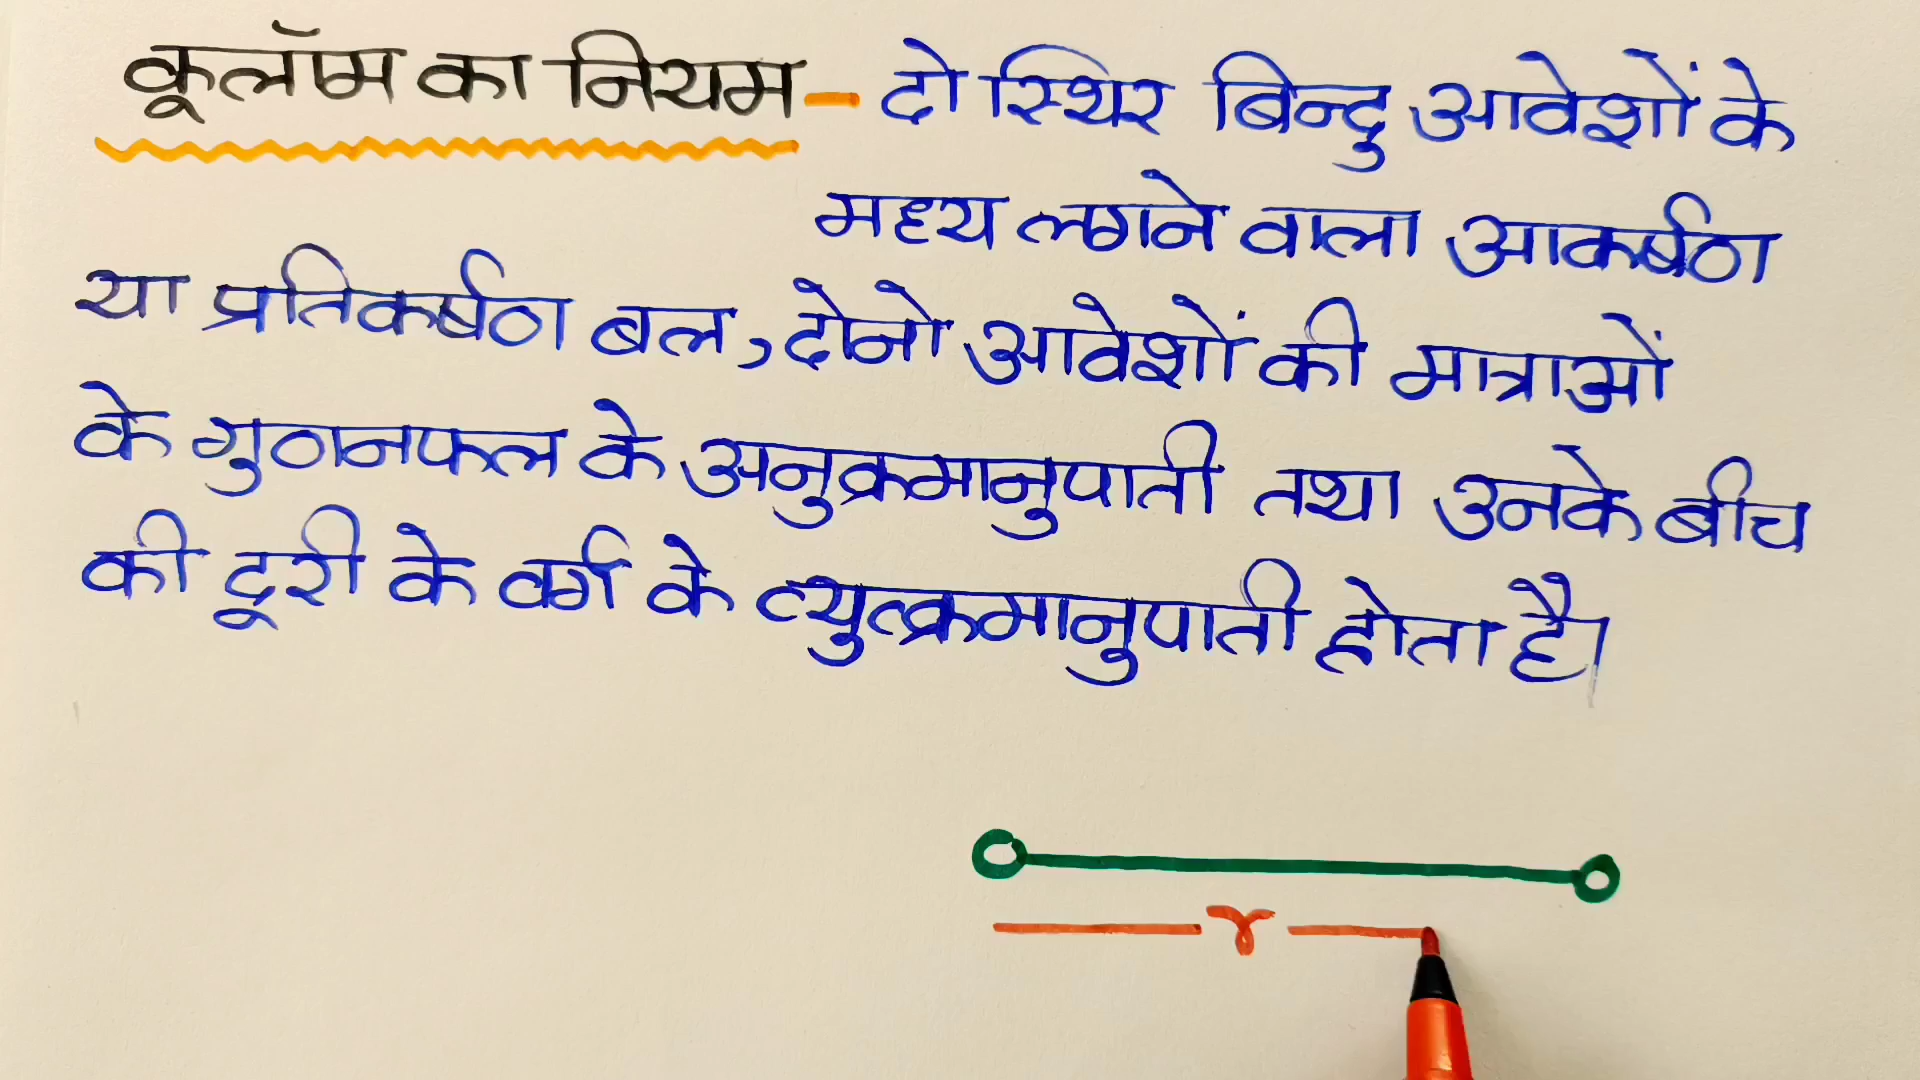 कूलॉम का नियम- दो स्थिर बिन्दु आवेशों के
मध्य लगने वाला आकर्षण
या प्रतिकर्षण बल, दोनो आवेशों की मात्राओं
के गुणनफल के अनुक्रमानुपाती तथा उनके बीच
की दूरी के वर्ग के व्युत्क्रमानुपाती होता है।
r